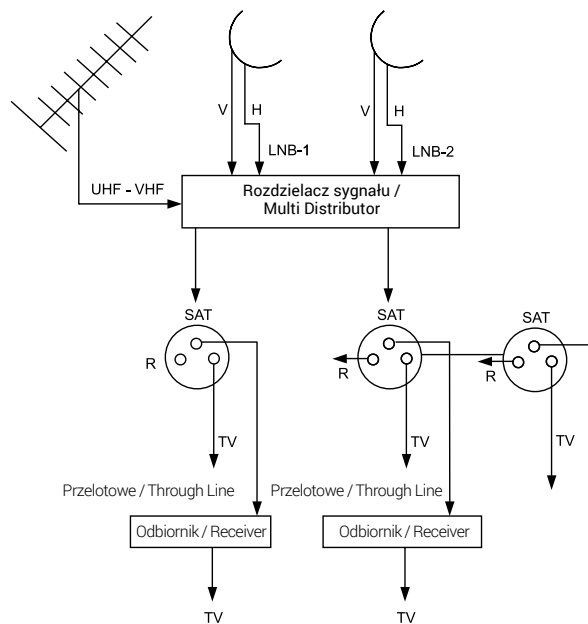 V
H
V
H
LNB-1
LNB-2
UHF - VHF
Rozdzielacz sygnału /
Multi Distributor
SAT
SAT
SAT
R
R
R
TV
TV
TV
Przelotowe / Through Line
Przelotowe / Through Line
Odbiornik / Receiver
Odbiornik / Receiver
TV
TV